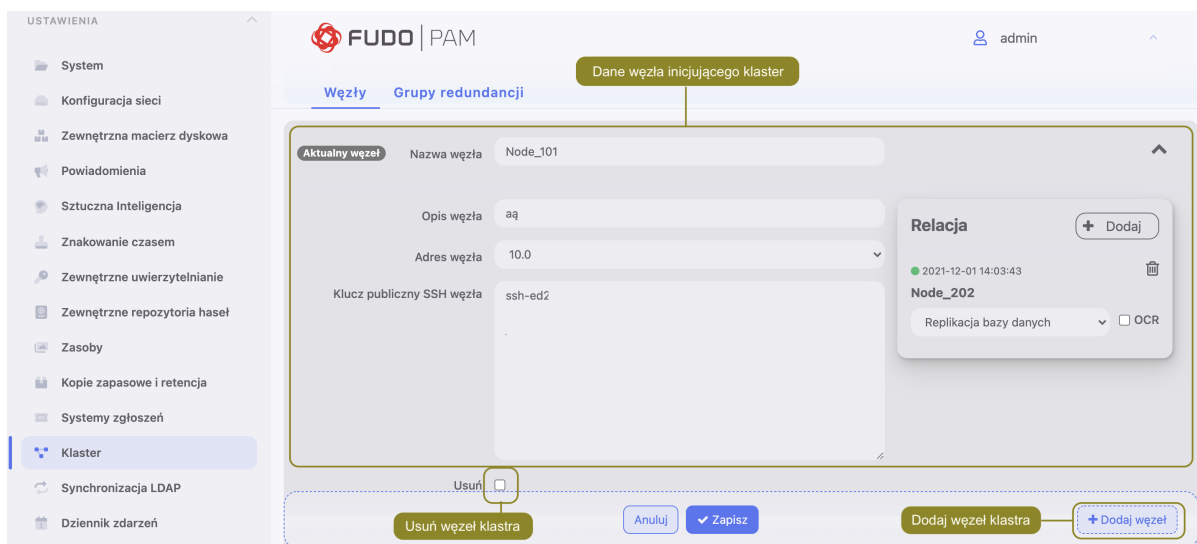 USTAWIENIA
System
Konfiguracja sieci
Zewnętrzna macierz dyskowa
Powiadomienia
Sztuczna Inteligencja
Znakowanie czasem
Zewnętrzne uwierzytelnianie
Zewnętrzne repozytoria haseł
Zasoby
Kopie zapasowe i retencja
Systemy zgłoszeń
Klaster
Synchronizacja LDAP
Dziennik zdarzeń
FUDO PAM
admin
Węzły Grupy redundancji
Dane węzła inicjującego klaster
Aktualny węzeł Nazwa węzła Node_101
Opis węzła aą
Adres węzła 10.0
Klucz publiczny SSH węzła ssh-ed2
Relacja + Dodaj
2021-12-01 14:03:43
Node_202
Replikacja bazy danych OCR
Usuń
Usuń węzeł klastra
Anuluj Zapisz
Dodaj węzeł klastra
+ Dodaj węzeł